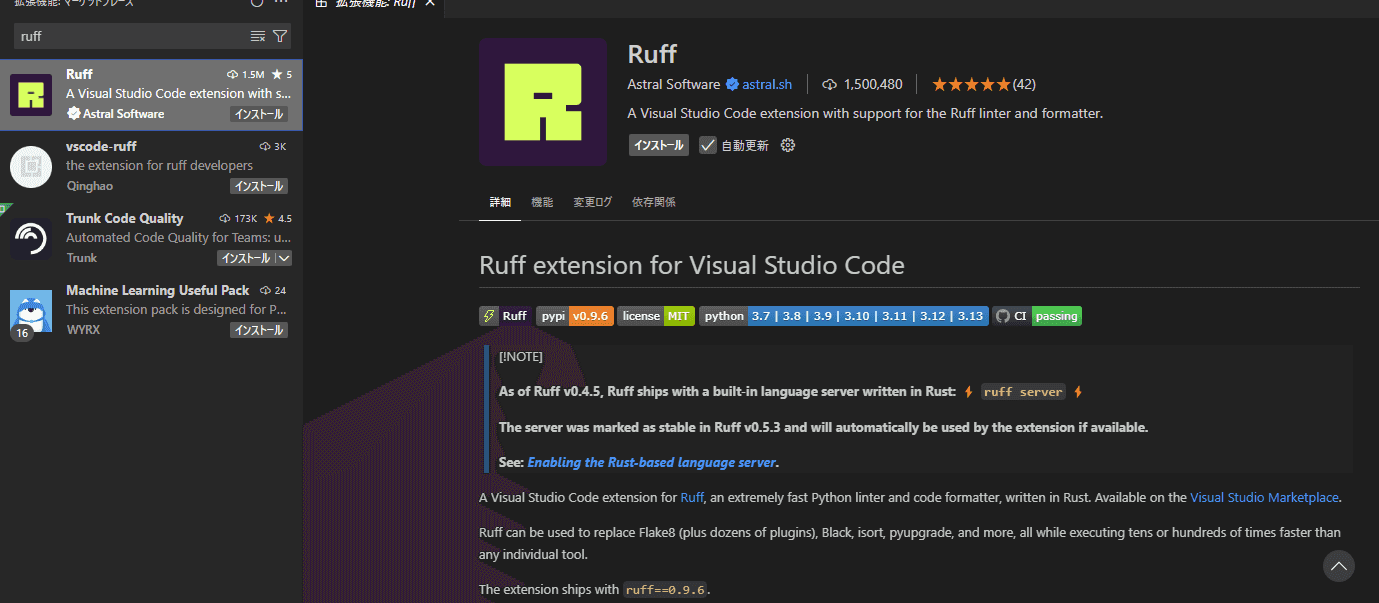 拡張機能: マーケットプレース
拡張機能: Ruff
ruff
Ruff
1.5M
5
A Visual Studio Code extension with s...
Astral Software
インストール
vscode-ruff
3K
the extension for ruff developers
Qinghao
インストール
Trunk Code Quality
173K
4.5
Automated Code Quality for Teams: u...
Trunk
インストール
Machine Learning Useful Pack
24
This extension pack is designed for P...
16
WYRX
インストール
Ruff
Astral Software
astral.sh
1,500,480
(42)
A Visual Studio Code extension with support for the Ruff linter and formatter.
インストール
自動更新
詳細
機能
変更ログ
依存関係
Ruff extension for Visual Studio Code
Ruff
pypi v0.9.6
license MIT
python 3.7 | 3.8 | 3.9 | 3.10 | 3.11 | 3.12 | 3.13
CI passing
[!NOTE]
As of Ruff v0.4.5, Ruff ships with a built-in language server written in Rust: ⚡ ruff server ⚡
The server was marked as stable in Ruff v0.5.3 and will automatically be used by the extension if available.
See: Enabling the Rust-based language server.
A Visual Studio Code extension for Ruff, an extremely fast Python linter and code formatter, written in Rust. Available on the Visual Studio Marketplace.
Ruff can be used to replace Flake8 (plus dozens of plugins), Black, isort, pyupgrade, and more, all while executing tens or hundreds of times faster than
any individual tool.
The extension ships with ruff==0.9.6.